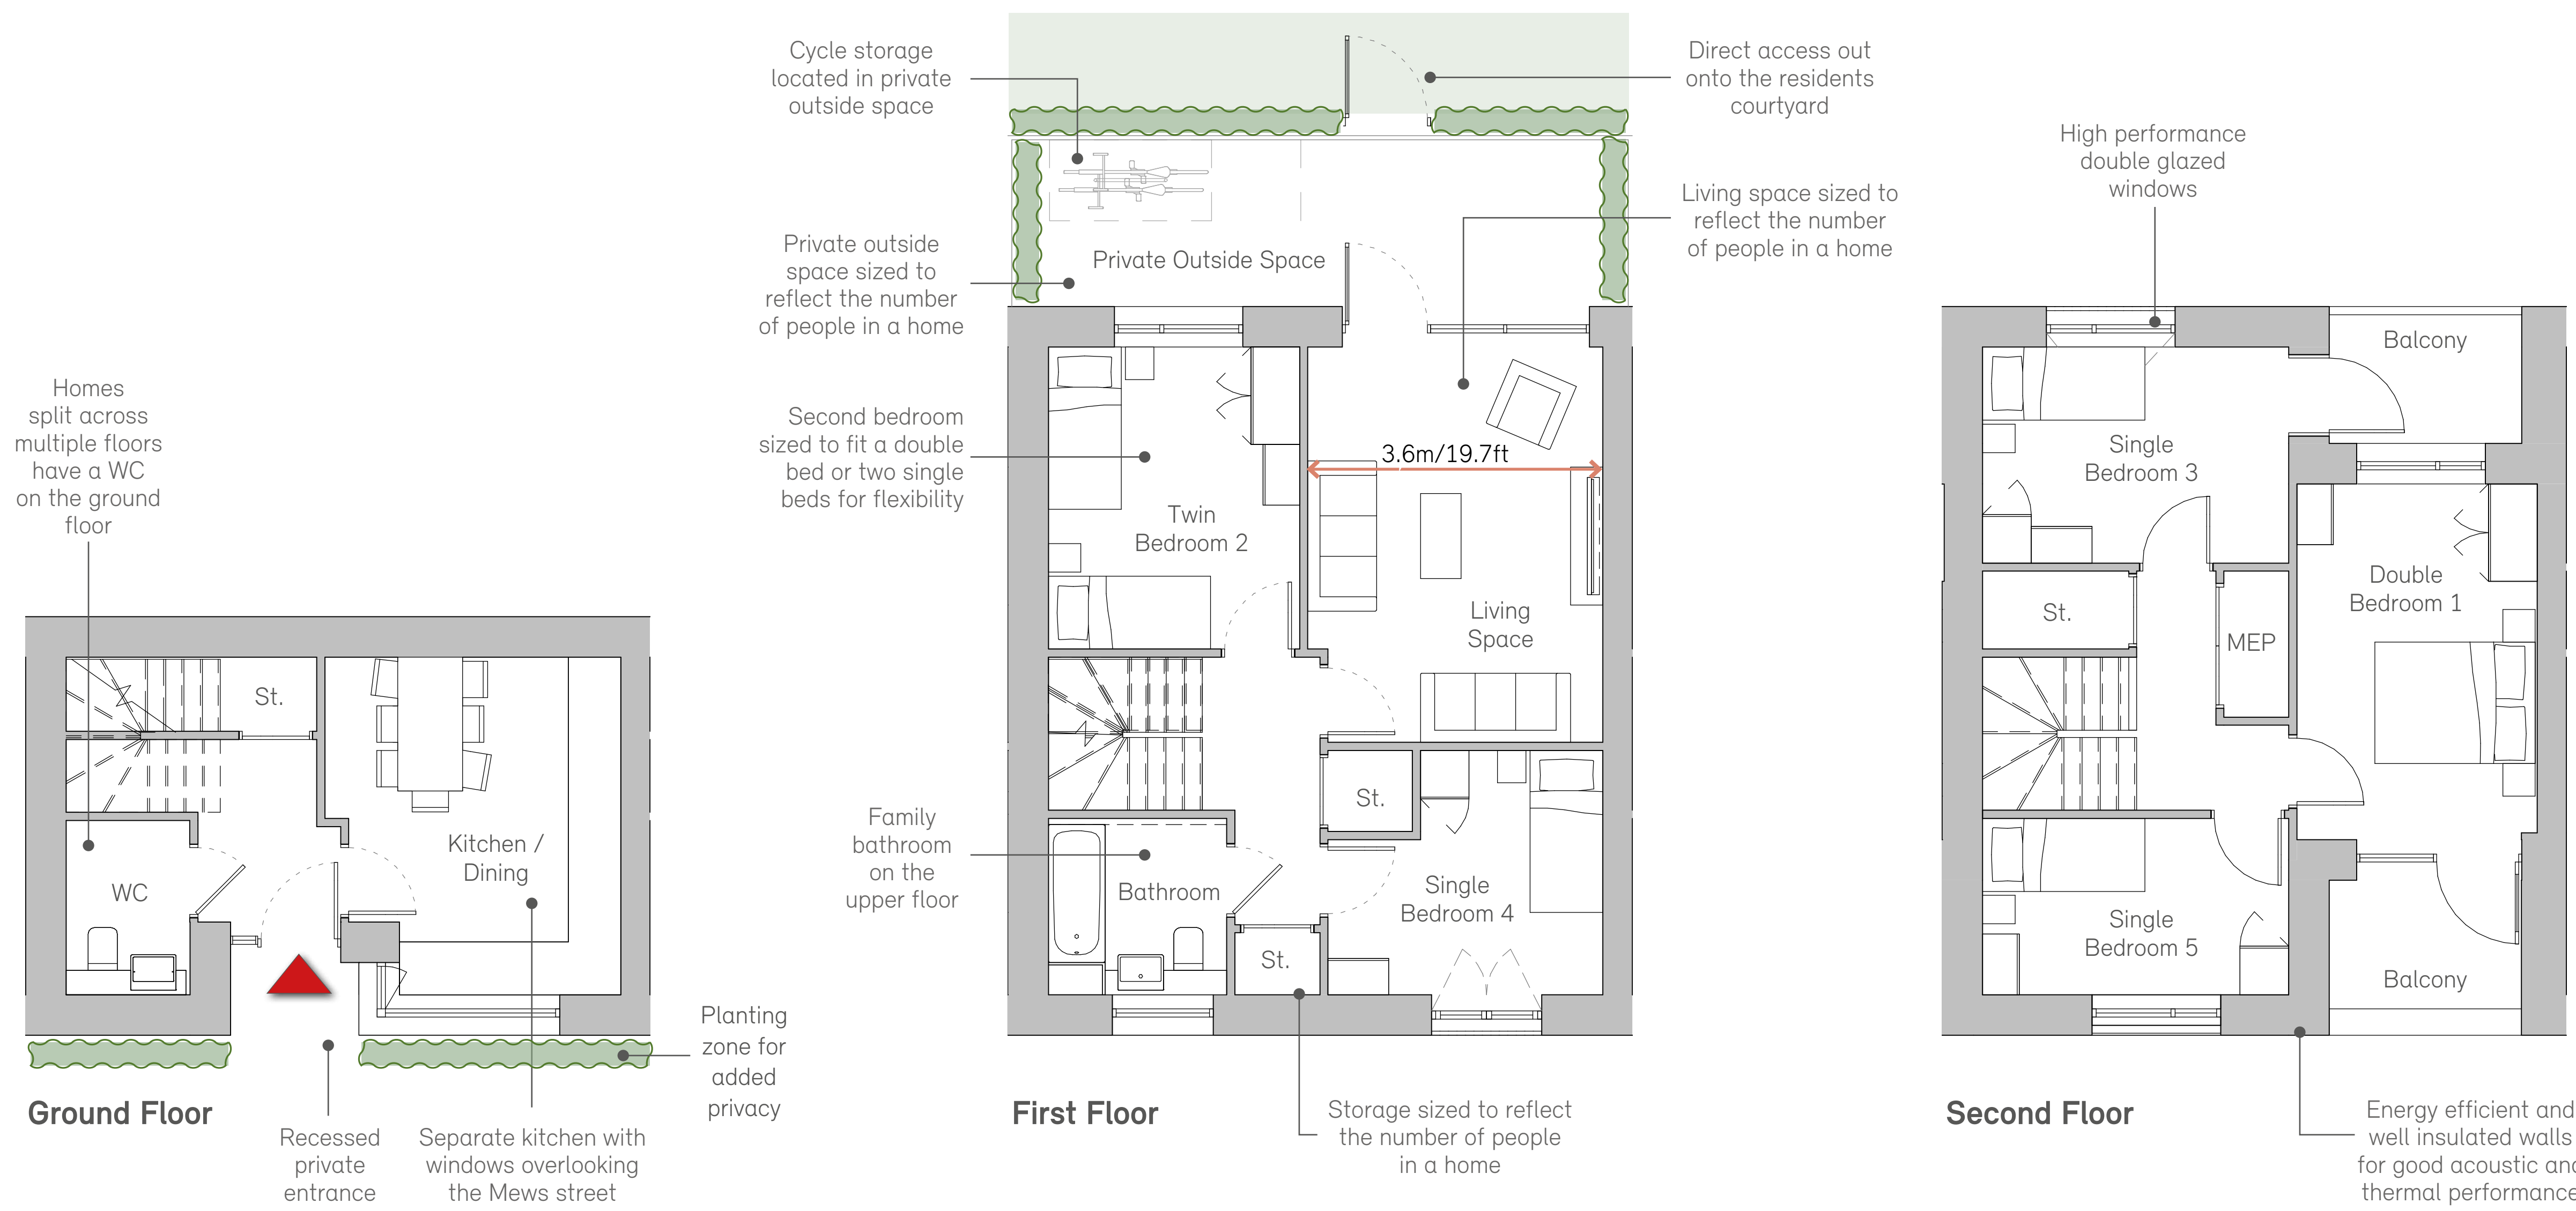 Homes
split across
multiple floors
have a WC
on the ground
floor
St.
Kitchen /
Dining
WC
Planting
zone for
added
privacy
Ground Floor
Recessed
private
entrance
Separate kitchen with
windows overlooking
the Mews street
Cycle storage
located in private
outside space
Direct access out
onto the residents
courtyard
Private outside
space sized to
reflect the number
of people in a home
Private Outside Space
Living space sized to
reflect the number
of people in a home
Second bedroom
sized to fit a double
bed or two single
beds for flexibility
3.6m/19.7ft
Twin
Bedroom 2
Living
Space
Family
bathroom
on the
upper floor
St.
Bathroom
Single
Bedroom 4
St.
First Floor
Storage sized to reflect
the number of people
in a home
High performance
double glazed
windows
Balcony
Single
Bedroom 3
Double
Bedroom 1
St.
MEP
Single
Bedroom 5
Balcony
Second Floor
Energy efficient and
well insulated walls
for good acoustic and
thermal performance